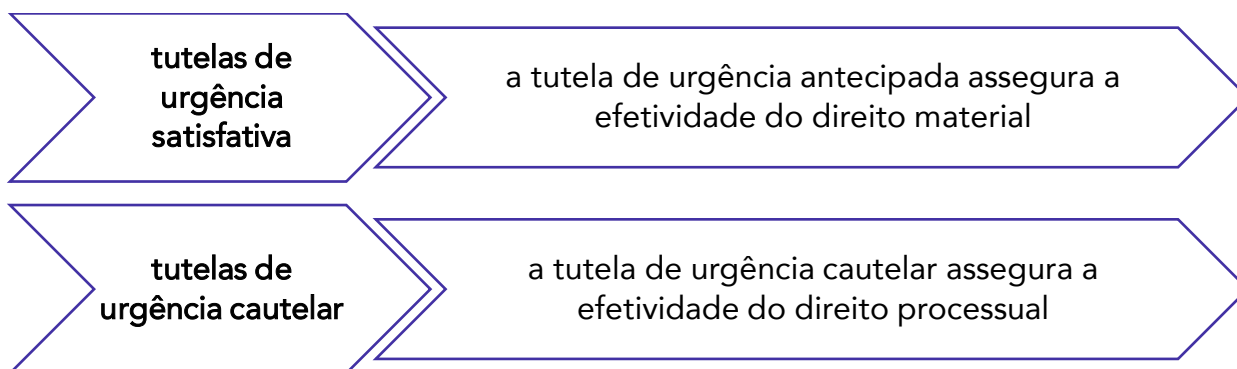 tutelas de
urgência
satisfativa
a tutela de urgência antecipada assegura a
efetividade do direito material
tutelas de
urgência cautelar
a tutela de urgência cautelar assegura a
efetividade do direito processual